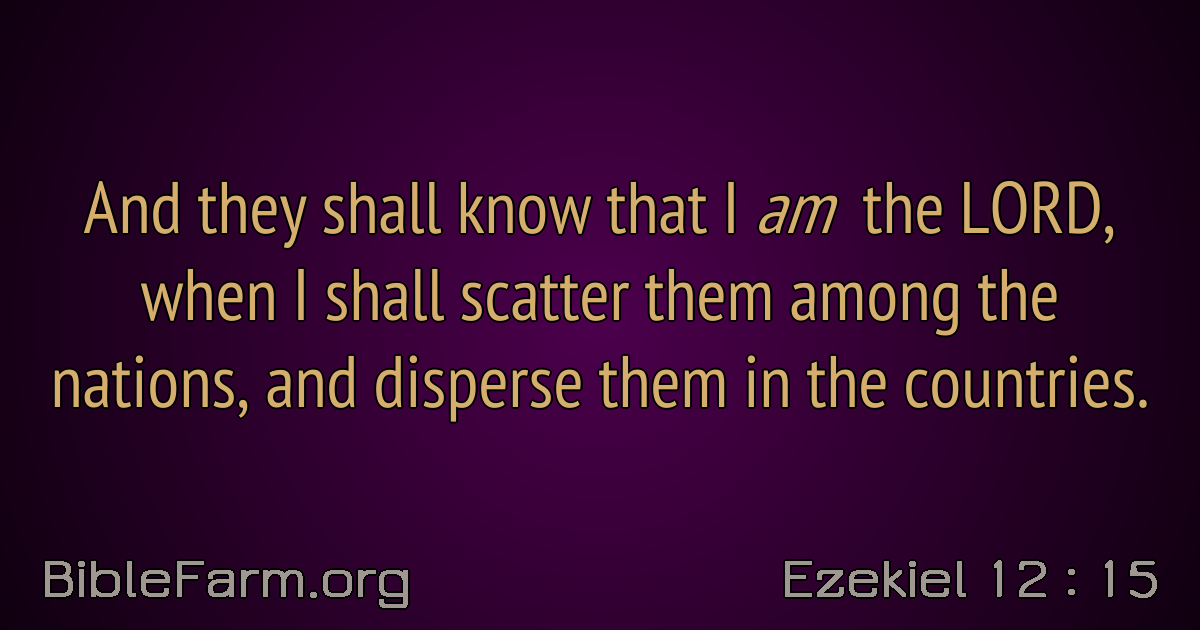 And they shall know that I am the LORD,
when I shall scatter them among the
nations, and disperse them in the countries.
BibleFarm.org
Ezekiel 12 : 15